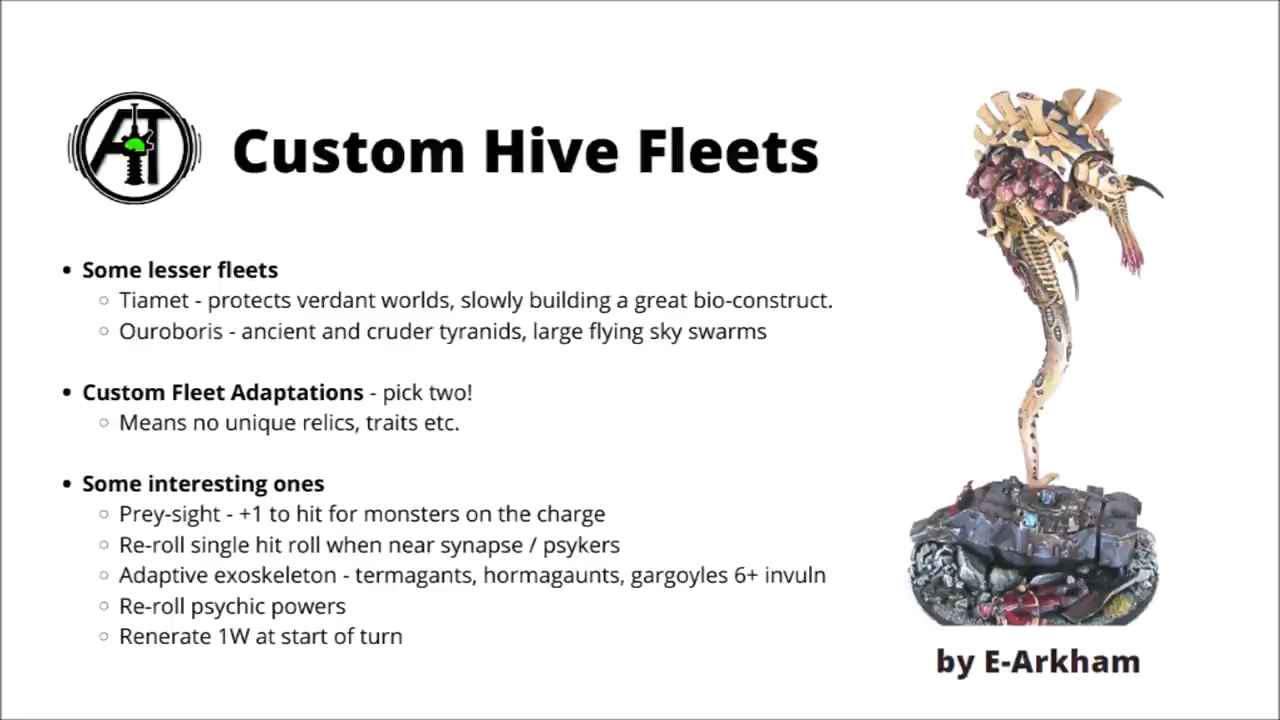 AT
Custom Hive Fleets
• Some lesser fleets
○ Tiamet - protects verdant worlds, slowly building a great bio-construct.
○ Ouroboris - ancient and cruder tyranids, large flying sky swarms
• Custom Fleet Adaptations - pick two!
○ Means no unique relics, traits etc.
• Some interesting ones
○ Prey-sight - +1 to hit for monsters on the charge
○ Re-roll single hit roll when near synapse / psykers
○ Adaptive exoskeleton - termagants, hormagaunts, gargoyles 6+ invuln
○ Re-roll psychic powers
○ Renerate 1W at start of turn
by E-Arkham